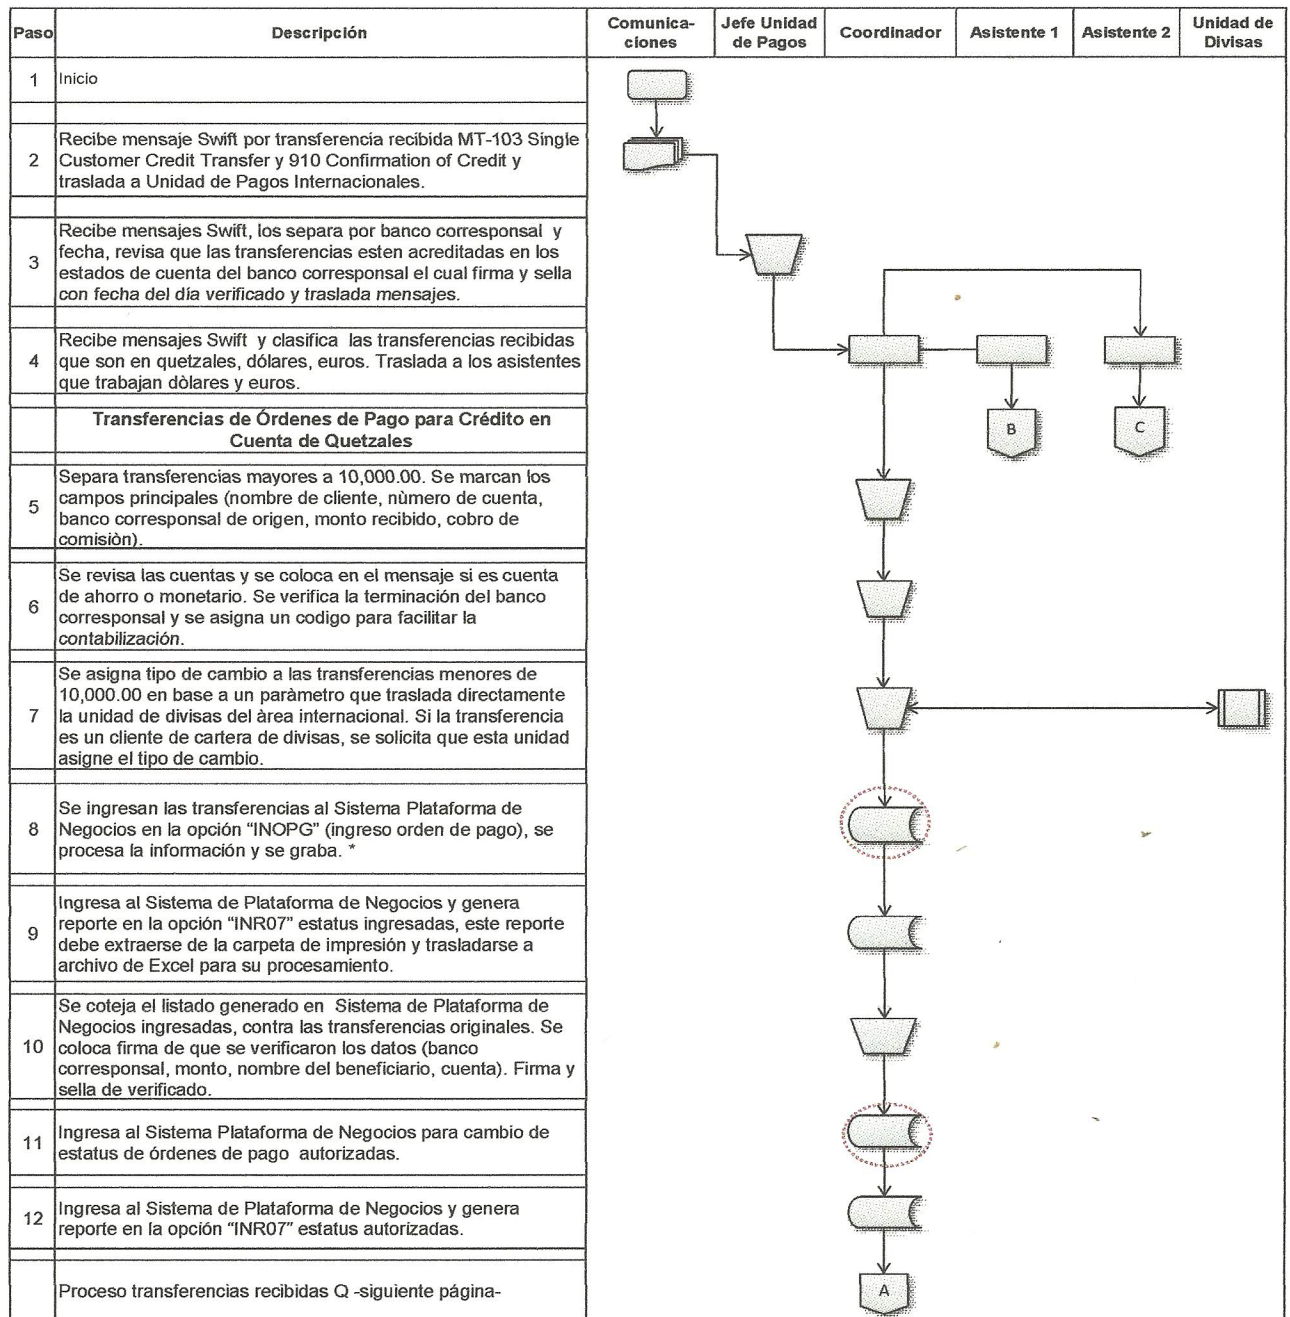 Paso
Descripción
Comunica-
ciones
Jefe Unidad
de Pagos
Coordinador
Asistente 1
Asistente 2
Unidad de
Divisas
1
Inicio
2
Recibe mensaje Swift por transferencia recibida MT-103 Single
Customer Credit Transfer y 910 Confirmation of Credit y
traslada a Unidad de Pagos Internacionales.
3
Recibe mensajes Swift, los separa por banco corresponsal y
fecha, revisa que las transferencias esten acreditadas en los
estados de cuenta del banco corresponsal el cual firma y sella
con fecha del día verificado y traslada mensajes.
4
Recibe mensajes Swift y clasifica las transferencias recibidas
que son en quetzales, dólares, euros. Traslada a los asistentes
que trabajan dòlares y euros.
B
C
Transferencias de Órdenes de Pago para Crédito en
Cuenta de Quetzales
5
Separa transferencias mayores a 10,000.00. Se marcan los
campos principales (nombre de cliente, nùmero de cuenta,
banco corresponsal de origen, monto recibido, cobro de
comisiòn).
6
Se revisa las cuentas y se coloca en el mensaje si es cuenta
de ahorro o monetario. Se verifica la terminación del banco
corresponsal y se asigna un codigo para facilitar la
contabilización.
7
Se asigna tipo de cambio a las transferencias menores de
10,000.00 en base a un paràmetro que traslada directamente
la unidad de divisas del àrea internacional. Si la transferencia
es un cliente de cartera de divisas, se solicita que esta unidad
asigne el tipo de cambio.
8
Se ingresan las transferencias al Sistema Plataforma de
Negocios en la opción "INOPG" (ingreso orden de pago), se
procesa la información y se graba. *
9
Ingresa al Sistema de Plataforma de Negocios y genera
reporte en la opción "INR07" estatus ingresadas, este reporte
debe extraerse de la carpeta de impresión y trasladarse a
archivo de Excel para su procesamiento.
10
Se coteja el listado generado en Sistema de Plataforma de
Negocios ingresadas, contra las transferencias originales. Se
coloca firma de que se verificaron los datos (banco
corresponsal, monto, nombre del beneficiario, cuenta). Firma y
sella de verificado.
11
Ingresa al Sistema Plataforma de Negocios para cambio de
estatus de órdenes de pago autorizadas.
12
Ingresa al Sistema de Plataforma de Negocios y genera
reporte en la opción "INR07" estatus autorizadas.
Proceso transferencias recibidas Q -siguiente página-
A